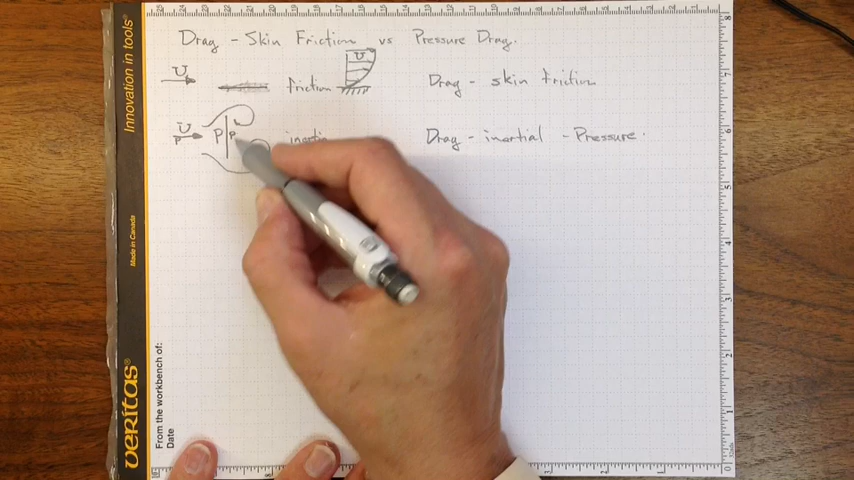 Drag - Skin Friction vs Pressure Drag.
U friction U Drag - skin friction
U P P P inertia Drag - inertial - Pressure.
Innovation in tools®
Made in Canada
veritas®
From the workbench of:
Date